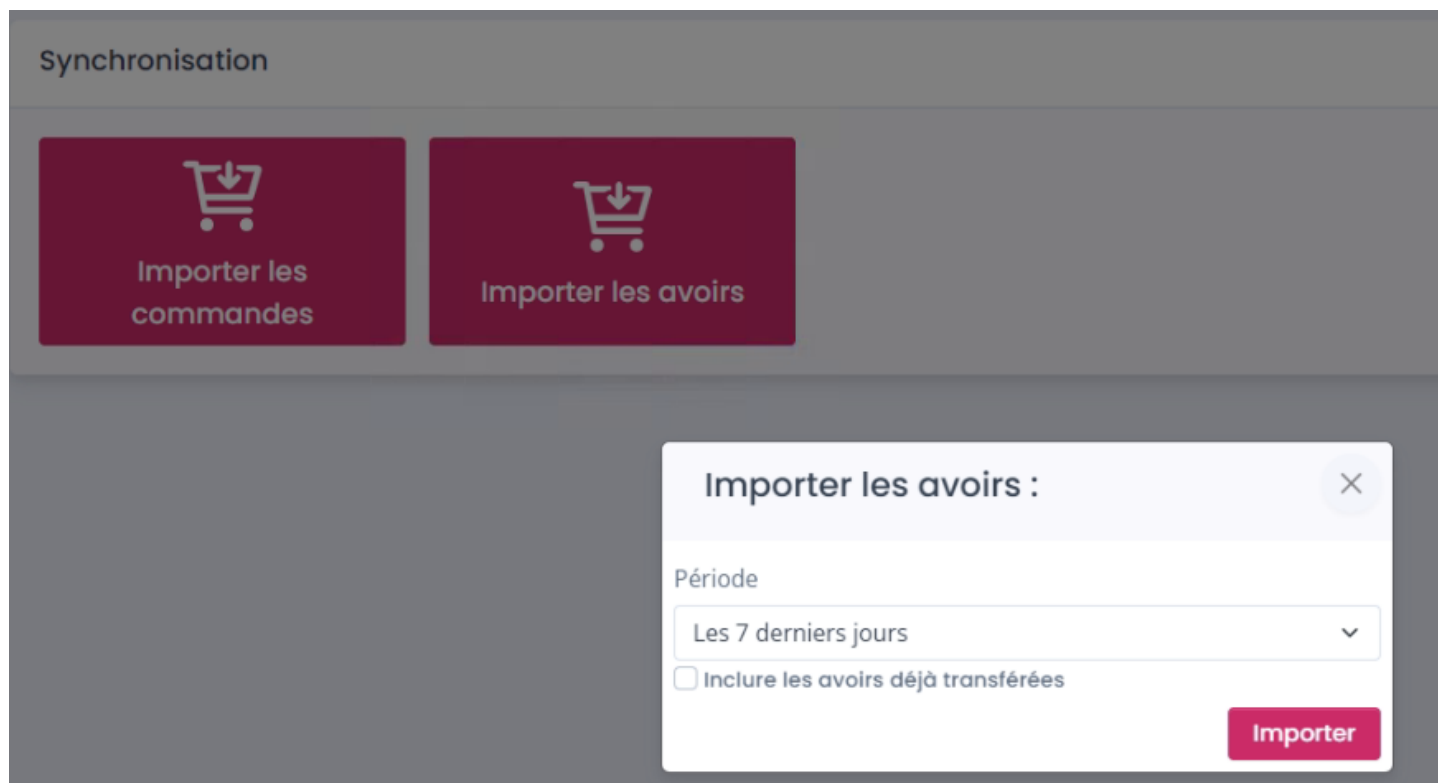 Synchronisation
Importer les
commandes
Importer les avoirs
Importer les avoirs :
Période
Les 7 derniers jours
Inclure les avoirs déjà transférées
Importer